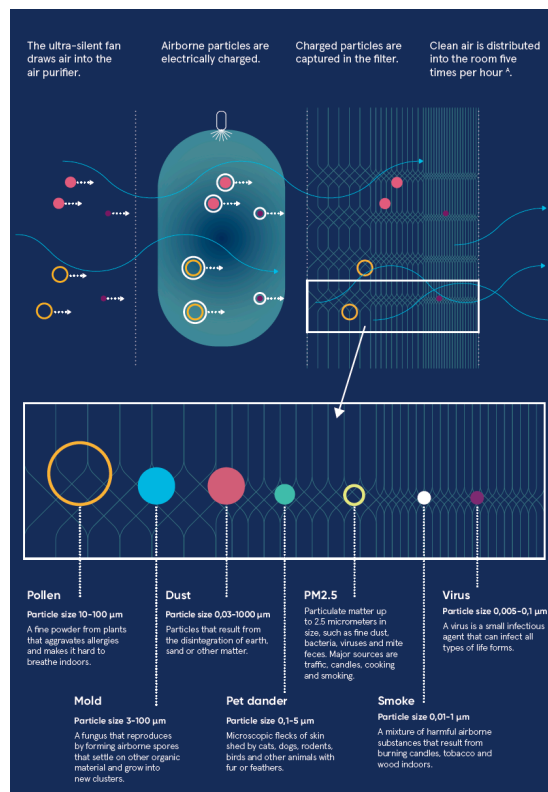 The ultra-silent fan
draws air into the
air purifier.
Airborne particles are
electrically charged.
Charged particles are
captured in the filter.
Clean air is distributed
into the room five
times per hour ᴬ.
Pollen
Particle size 10-100 μm
A fine powder from plants
that aggravates allergies
and makes it hard to
breathe indoors.
Dust
Particle size 0,03-1000 μm
Particles that result from
the disintegration of earth,
sand or other matter.
PM2.5
Particulate matter up
to 2.5 micrometers in
size, such as fine dust,
bacteria, viruses and mite
feces. Major sources are
traffic, candles, cooking
and smoking.
Virus
Particle size 0,005-0,1 μm
A virus is a small infectious
agent that can infect all
types of life forms.
Mold
Particle size 3-100 μm
A fungus that reproduces
by forming airborne spores
that settle on other organic
material and grow into
new clusters.
Pet dander
Particle size 0,1-5 μm
Microscopic flecks of skin
shed by cats, dogs, rodents,
birds and other animals with
fur or feathers.
Smoke
Particle size 0,01-1 μm
A mixture of harmful airborne
substances that result from
burning candles, tobacco and
wood indoors.